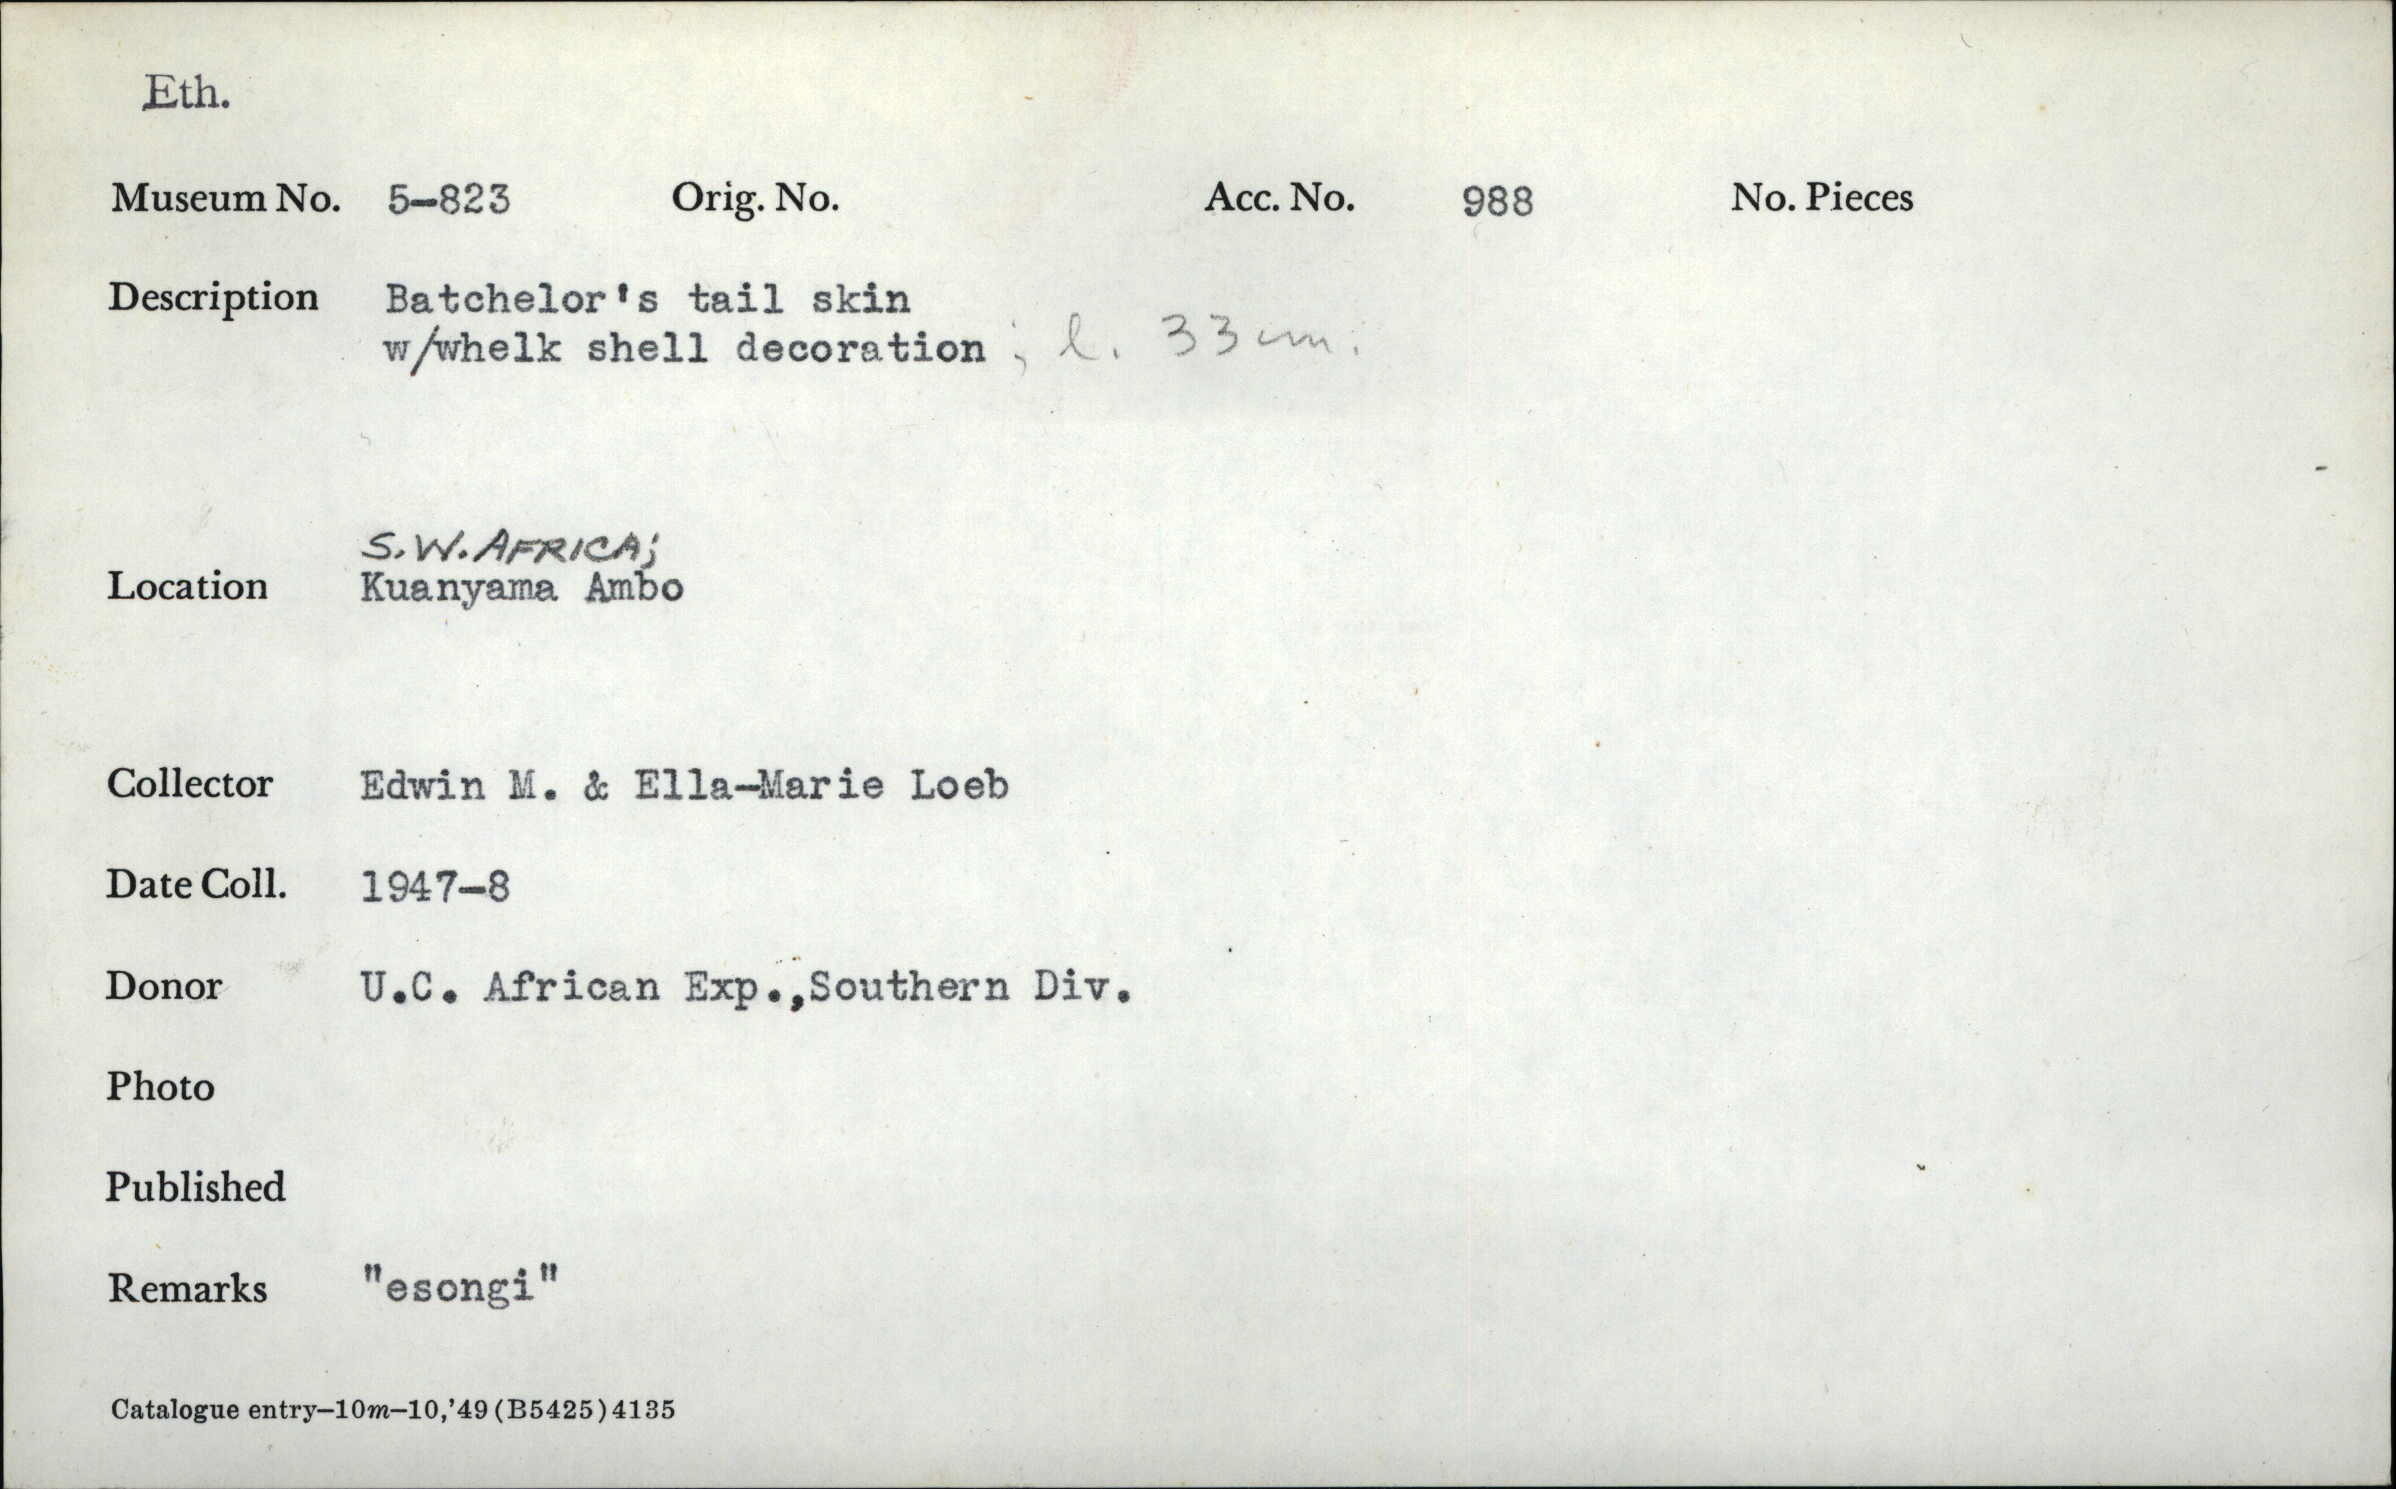 Eth.
Museum No. 5-823 Orig. No. Acc. No. 988 No. Pieces
Description Batchelor's tail skin
w/whelk shell decoration ; l. 33 cm.
S.W. AFRICA;
Location Kuanyama Ambo
Collector Edwin M. & Ella-Marie Loeb
Date Coll. 1947-8
Donor U.C. African Exp.,Southern Div.
Photo
Published
Remarks "esongi"
Catalogue entry—10m—10,'49 (B5425) 4135